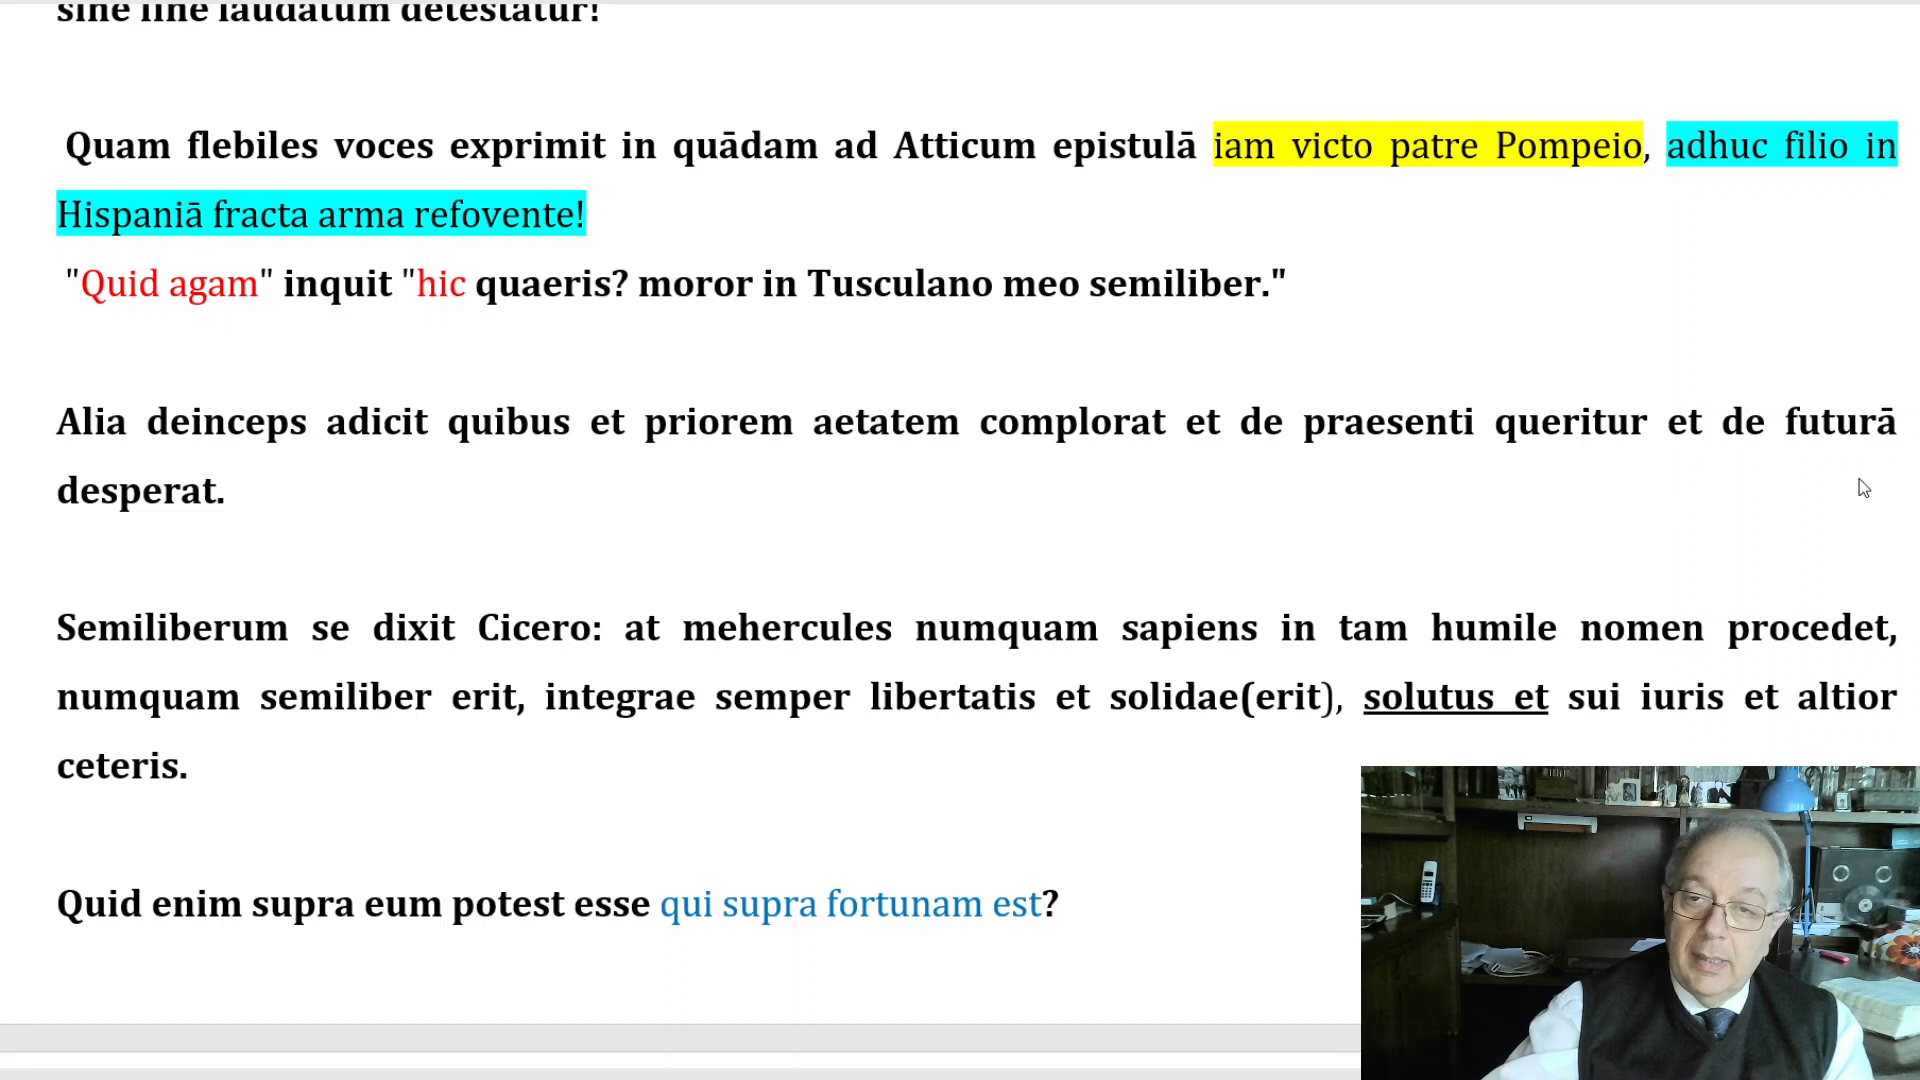 sine fine laudatum detestatur!
Quam flebiles voces exprimit in quādam ad Atticum epistulā iam victo patre Pompeio, adhuc filio in
Hispaniā fracta arma refovente!
"Quid agam" inquit "hic quaeris? moror in Tusculano meo semiliber."
Alia deinceps adicit quibus et priorem aetatem complorat et de praesenti queritur et de futurā
desperat.
Semiliberum se dixit Cicero: at mehercules numquam sapiens in tam humile nomen procedet,
numquam semiliber erit, integrae semper libertatis et solidae(erit), solutus et sui iuris et altior
ceteris.
Quid enim supra eum potest esse qui supra fortunam est?